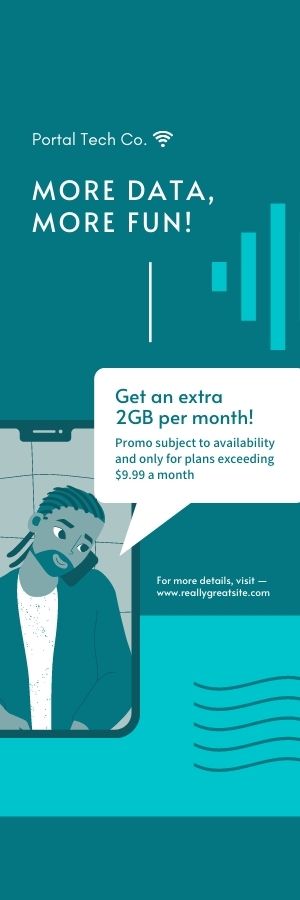 Portal Tech Co.
MORE DATA,
MORE FUN!
Get an extra
2GB per month!
Promo subject to availability
and only for plans exceeding
$9.99 a month
For more details, visit —
www.reallygreatsite.com